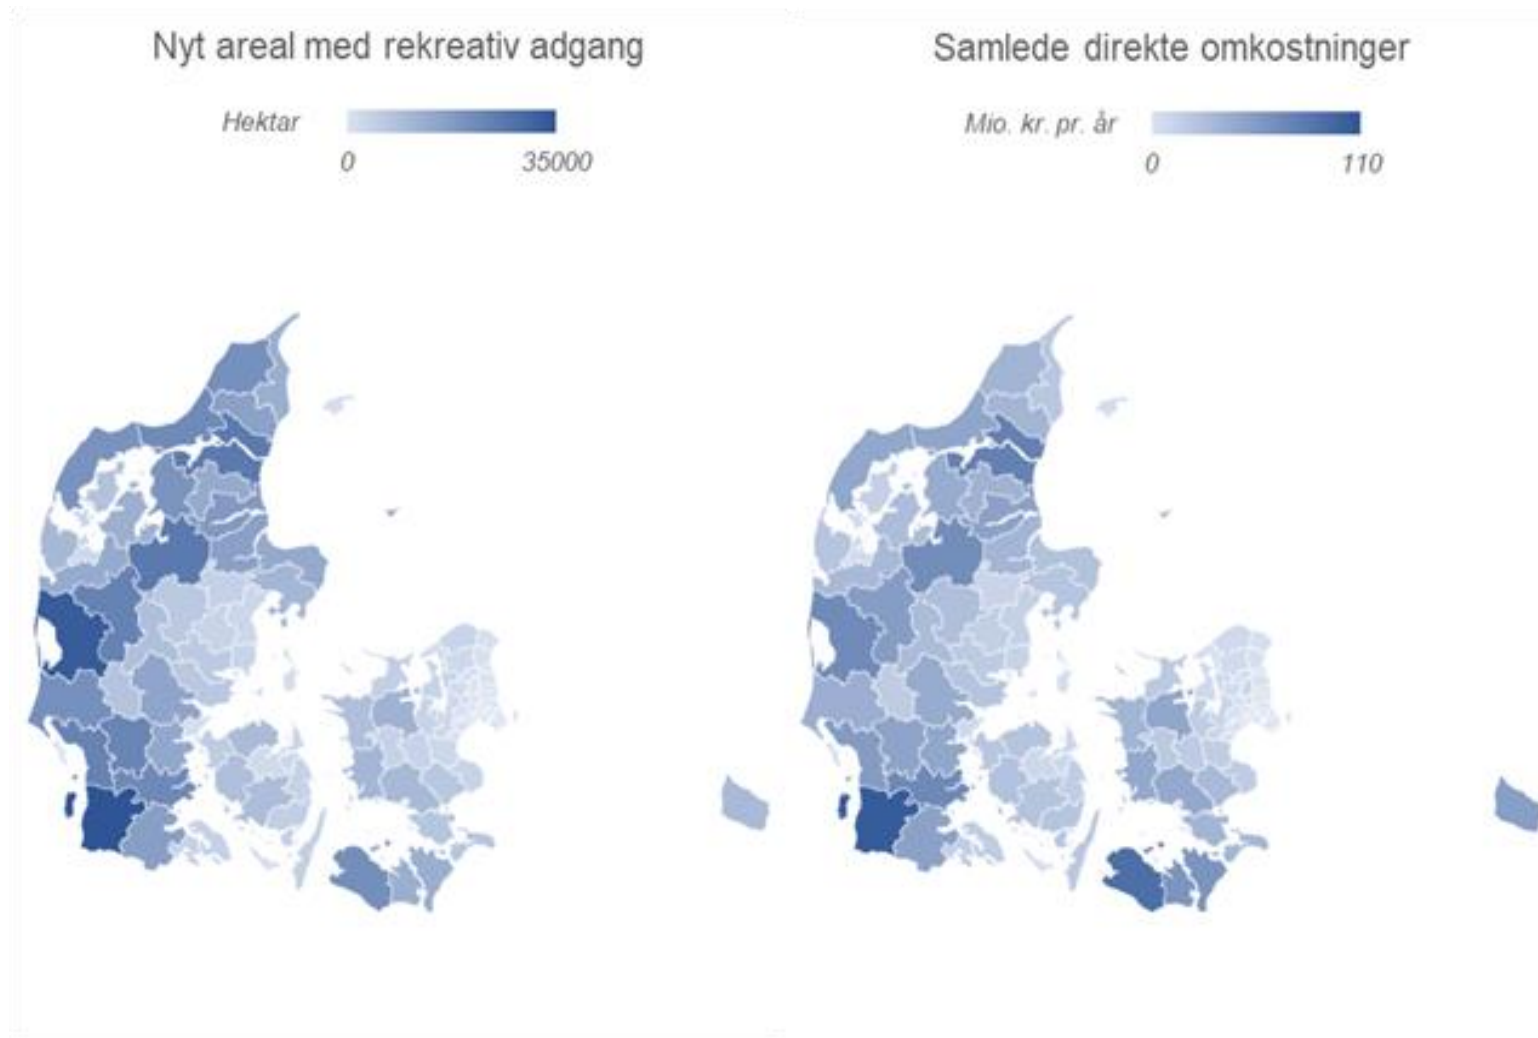 Nyt areal med rekreativ adgang
Hektar
0 35000
Samlede direkte omkostninger
Mio. kr. pr. år
0 110